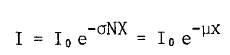 I = I₀ e^-σNX = I₀ e^-μx